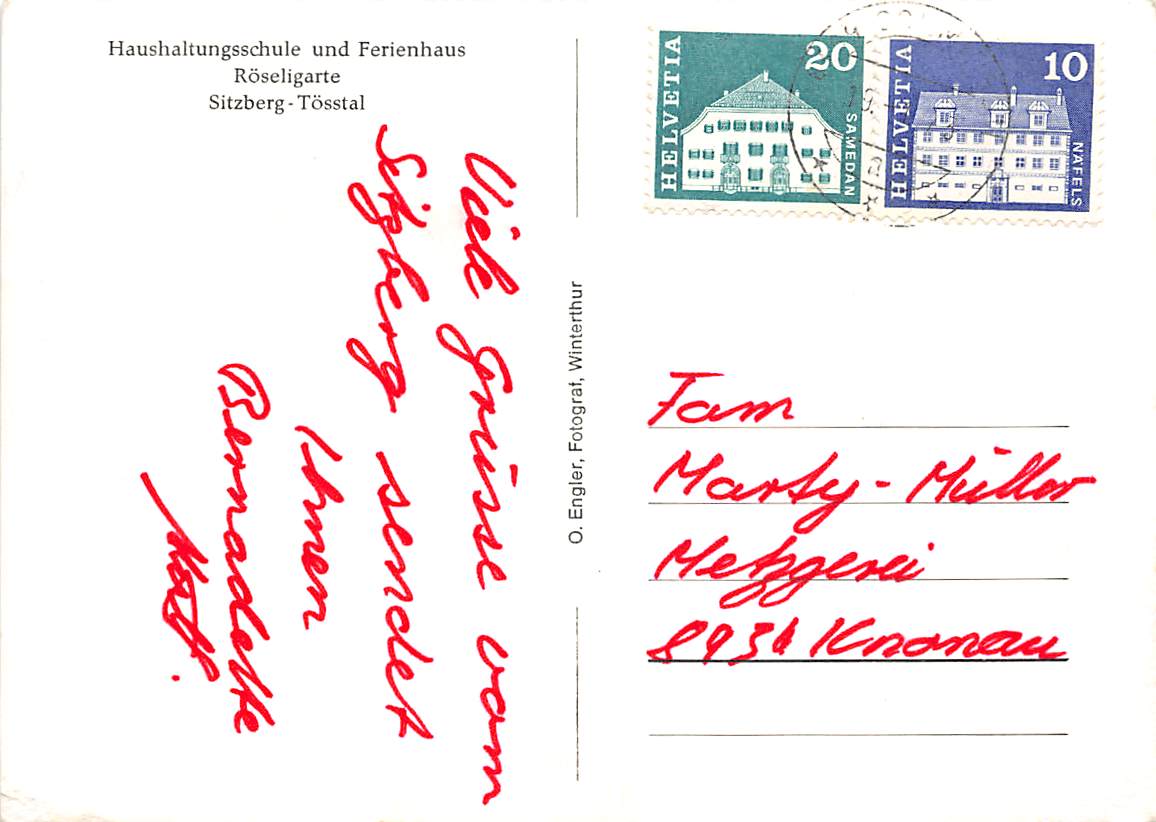 Haushaltungsschule und Ferienhaus
Röseligarte
Sitzberg - Tösstal
Viele Grüsse vom
Sitzberg sendet
Ihnen
Bernadette
O. Engler, Fotograf, Winterthur
HELVETIA
20
SAMEDAN
HELVETIA
10
NÄFELS
Fam
Marty-Müller
Metzgerei
8934 Knonau